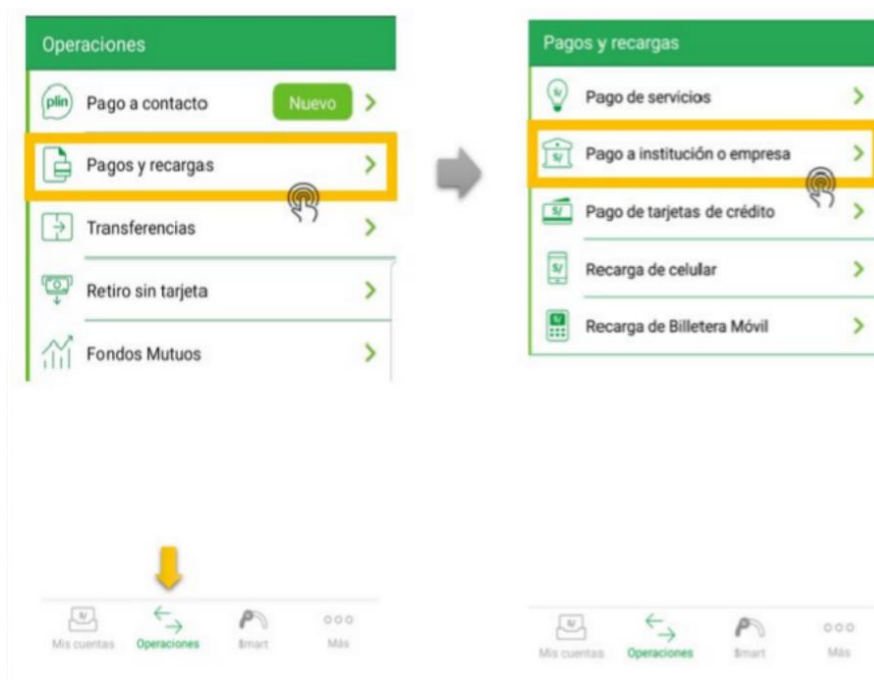 Operaciones
plin Pago a contacto Nuevo
Pagos y recargas
Transferencias
Retiro sin tarjeta
Fondos Mutuos
S/
Mis cuentas Operaciones $mart Más
Pagos y recargas
S/ Pago de servicios
S/ Pago a institución o empresa
S/ Pago de tarjetas de crédito
S/ Recarga de celular
S/ Recarga de Billetera Móvil
S/
Mis cuentas Operaciones $mart Más